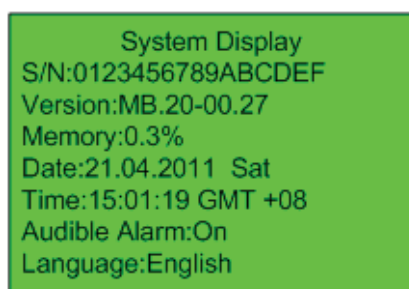 System Display
S/N:0123456789ABCDEF
Version:MB.20-00.27
Memory:0.3%
Date:21.04.2011 Sat
Time:15:01:19 GMT +08
Audible Alarm:On
Language:English